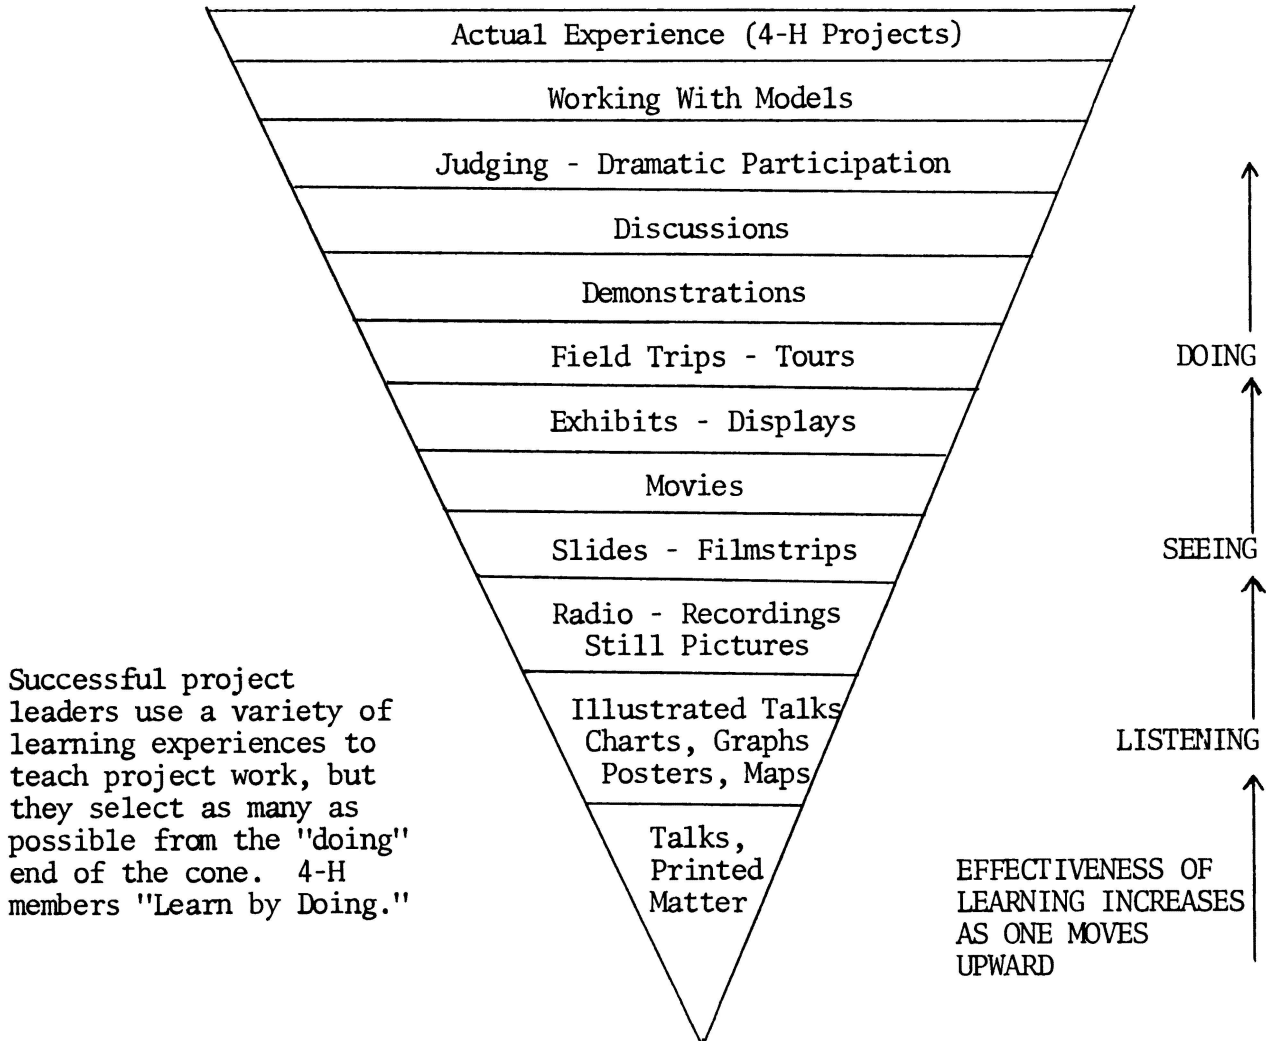 Actual Experience (4-H Projects)
Working With Models
Judging - Dramatic Participation
Discussions
Demonstrations
Field Trips - Tours
Exhibits - Displays
Movies
Slides - Filmstrips
Radio - Recordings
Still Pictures
Illustrated Talks
Charts, Graphs
Posters, Maps
Talks,
Printed
Matter
DOING
SEEING
LISTENING
EFFECTIVENESS OF
LEARNING INCREASES
AS ONE MOVES
UPWARD
Successful project
leaders use a variety of
learning experiences to
teach project work, but
they select as many as
possible from the "doing"
end of the cone. 4-H
members "Learn by Doing."